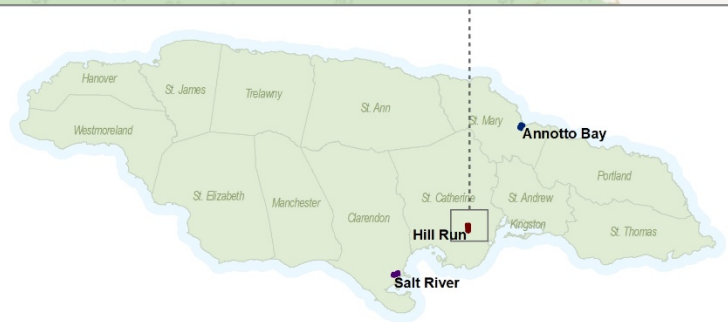 Hanover
St. James
Trelawny
St. Ann
St. Mary
Annotto Bay
Westmoreland
Portland
St. Elizabeth
Manchester
St. Catherine
St. Andrew
Clarendon
Kingston
St. Thomas
Hill Run
Salt River